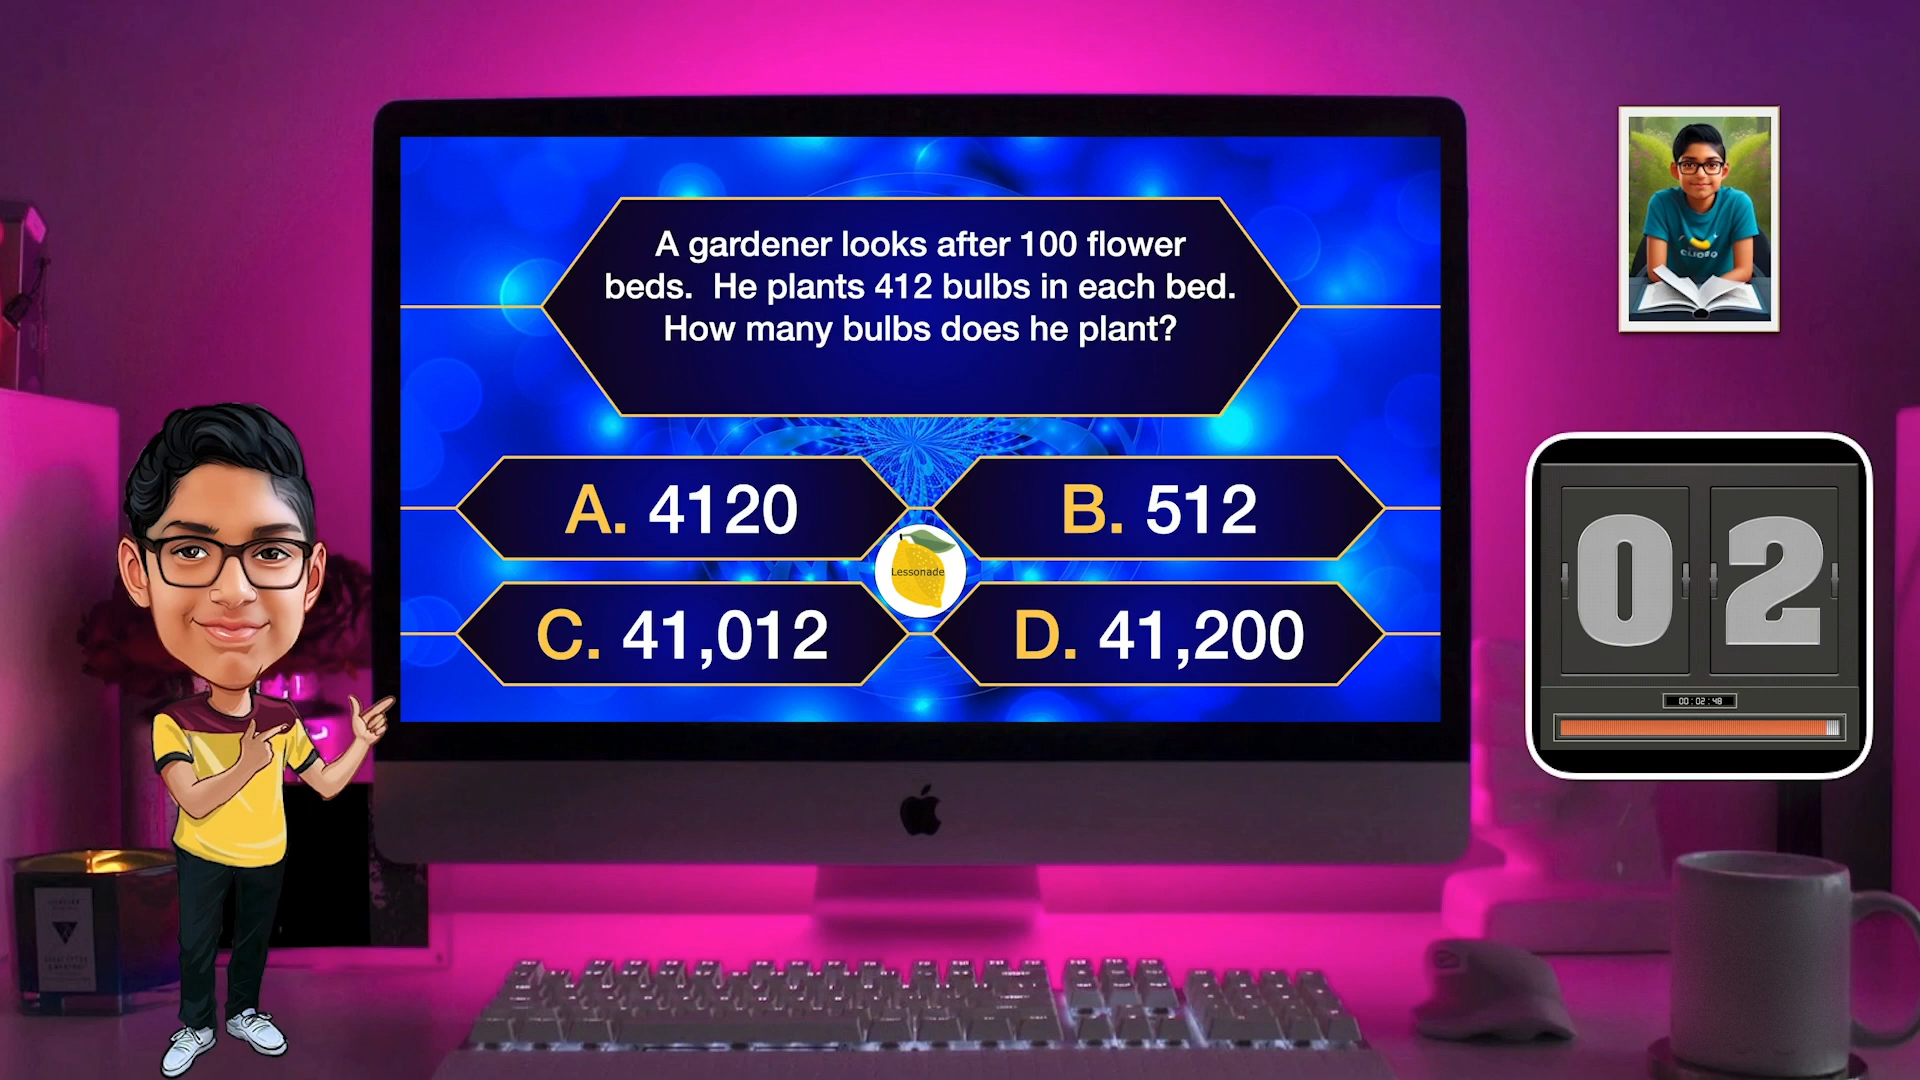 A gardener looks after 100 flower
beds. He plants 412 bulbs in each bed.
How many bulbs does he plant?
A. 4120
B. 512
Lessonade
C. 41,012
D. 41,200
02
00:02:48